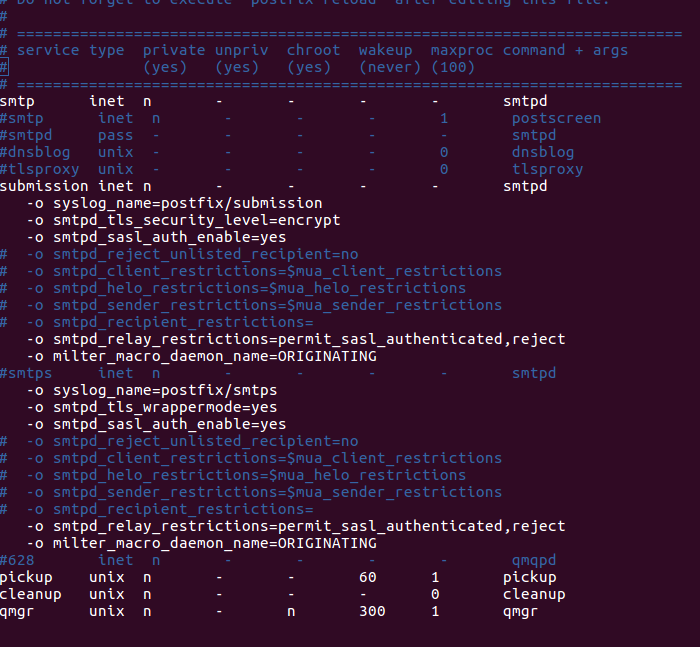 # Do not forget to execute "postfix reload" after editing this file.
#
# ==========================================================================
# service type  private unpriv  chroot  wakeup  maxproc command + args
#               (yes)   (yes)   (yes)   (never) (100)
# ==========================================================================
smtp      inet  n       -       -       -       -       smtpd
#smtp      inet  n       -       -       -       1       postscreen
#smtpd     pass  -       -       -       -       -       smtpd
#dnsblog   unix  -       -       -       -       0       dnsblog
#tlsproxy  unix  -       -       -       -       0       tlsproxy
submission inet n       -       -       -       -       smtpd
   -o syslog_name=postfix/submission
   -o smtpd_tls_security_level=encrypt
   -o smtpd_sasl_auth_enable=yes
#  -o smtpd_reject_unlisted_recipient=no
#  -o smtpd_client_restrictions=$mua_client_restrictions
#  -o smtpd_helo_restrictions=$mua_helo_restrictions
#  -o smtpd_sender_restrictions=$mua_sender_restrictions
#  -o smtpd_recipient_restrictions=
   -o smtpd_relay_restrictions=permit_sasl_authenticated,reject
   -o milter_macro_daemon_name=ORIGINATING
#smtps     inet  n       -       -       -       -       smtpd
   -o syslog_name=postfix/smtps
   -o smtpd_tls_wrappermode=yes
   -o smtpd_sasl_auth_enable=yes
#  -o smtpd_reject_unlisted_recipient=no
#  -o smtpd_client_restrictions=$mua_client_restrictions
#  -o smtpd_helo_restrictions=$mua_helo_restrictions
#  -o smtpd_sender_restrictions=$mua_sender_restrictions
#  -o smtpd_recipient_restrictions=
   -o smtpd_relay_restrictions=permit_sasl_authenticated,reject
   -o milter_macro_daemon_name=ORIGINATING
#628       inet  n       -       -       -       -       qmqpd
pickup    unix  n       -       -       60      1       pickup
cleanup   unix  n       -       -       -       0       cleanup
qmgr      unix  n       -       n       300     1       qmgr